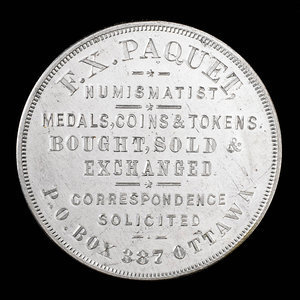 F.X. PAQUET,
NUMISMATIST
MEDALS, COINS & TOKENS.
BOUGHT, SOLD &
EXCHANGED.
CORRESPONDENCE
SOLICITED
P.O. BOX 387 OTTAWA